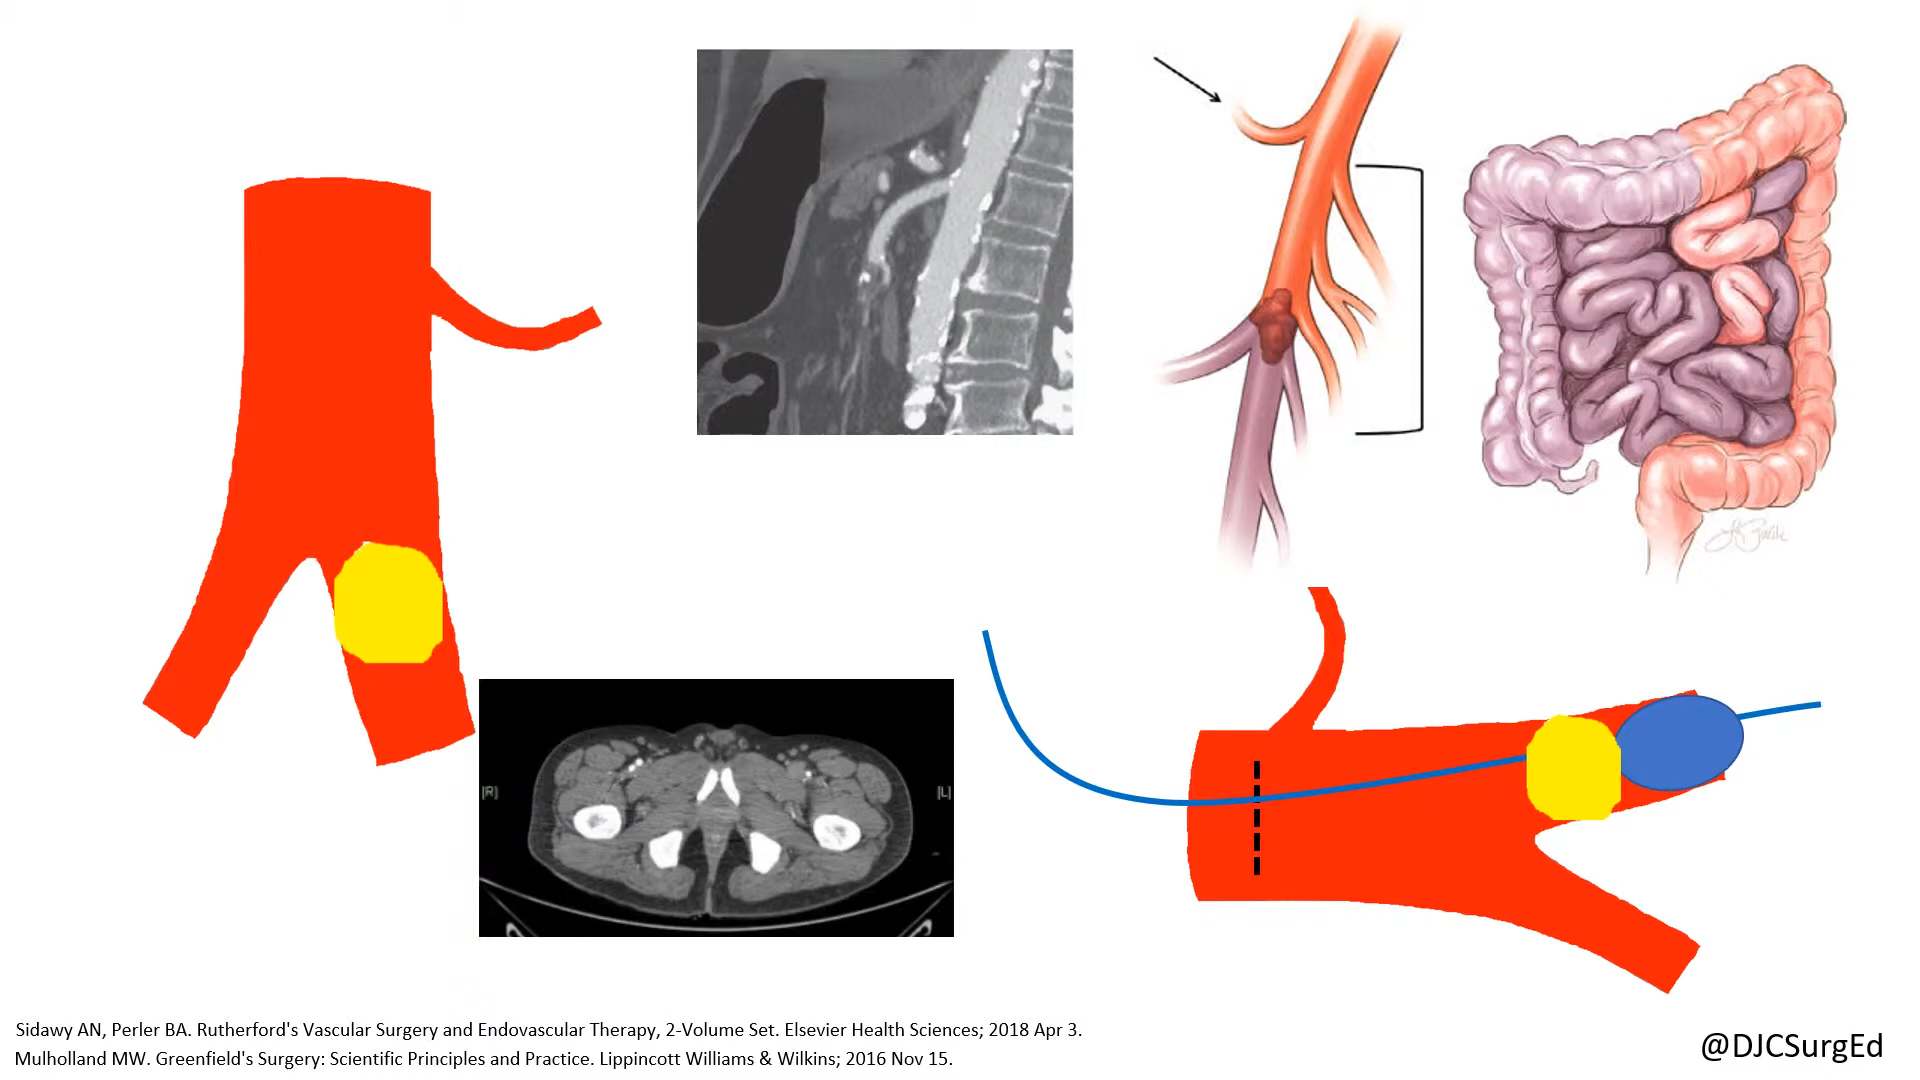 [R]
[L]
Sidawy AN, Perler BA. Rutherford's Vascular Surgery and Endovascular Therapy, 2-Volume Set. Elsevier Health Sciences; 2018 Apr 3.
Mulholland MW. Greenfield's Surgery: Scientific Principles and Practice. Lippincott Williams & Wilkins; 2016 Nov 15.
@DJCSurgEd